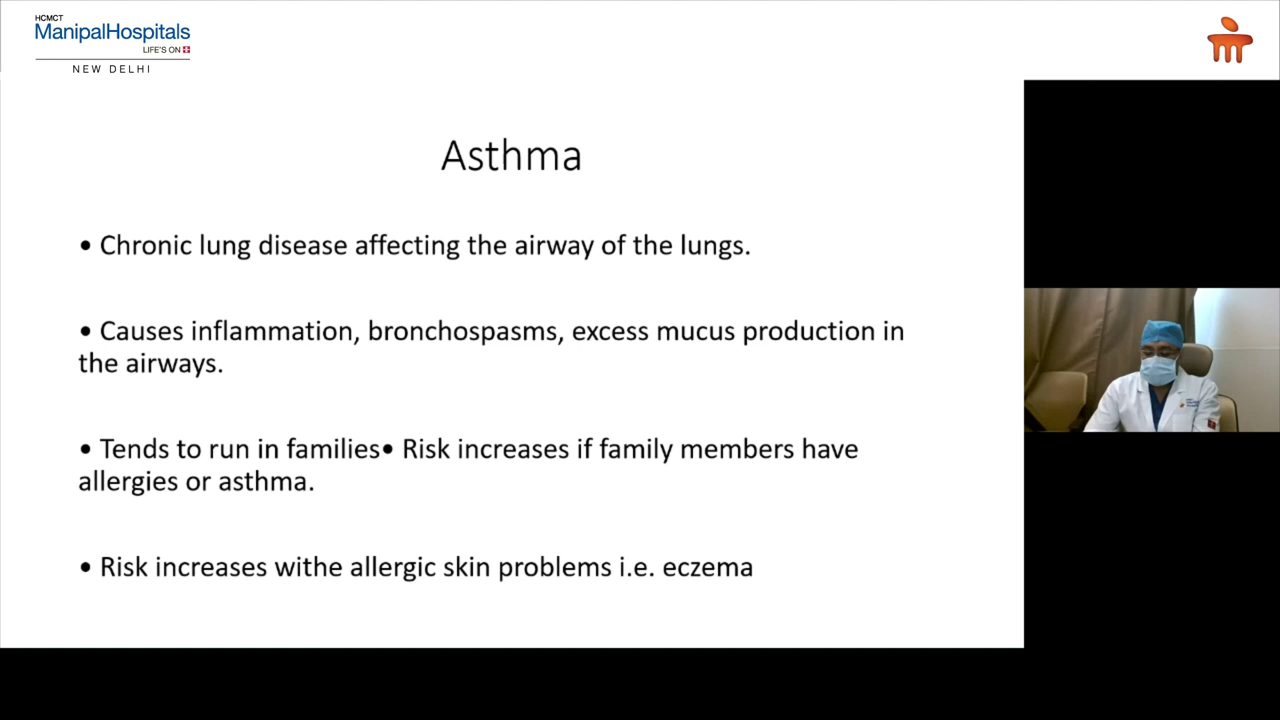 HCMCT
ManipalHospitals
LIFE'S ON
NEW DELHI
Asthma
• Chronic lung disease affecting the airway of the lungs.
• Causes inflammation, bronchospasms, excess mucus production in
the airways.
• Tends to run in families• Risk increases if family members have
allergies or asthma.
• Risk increases withe allergic skin problems i.e. eczema